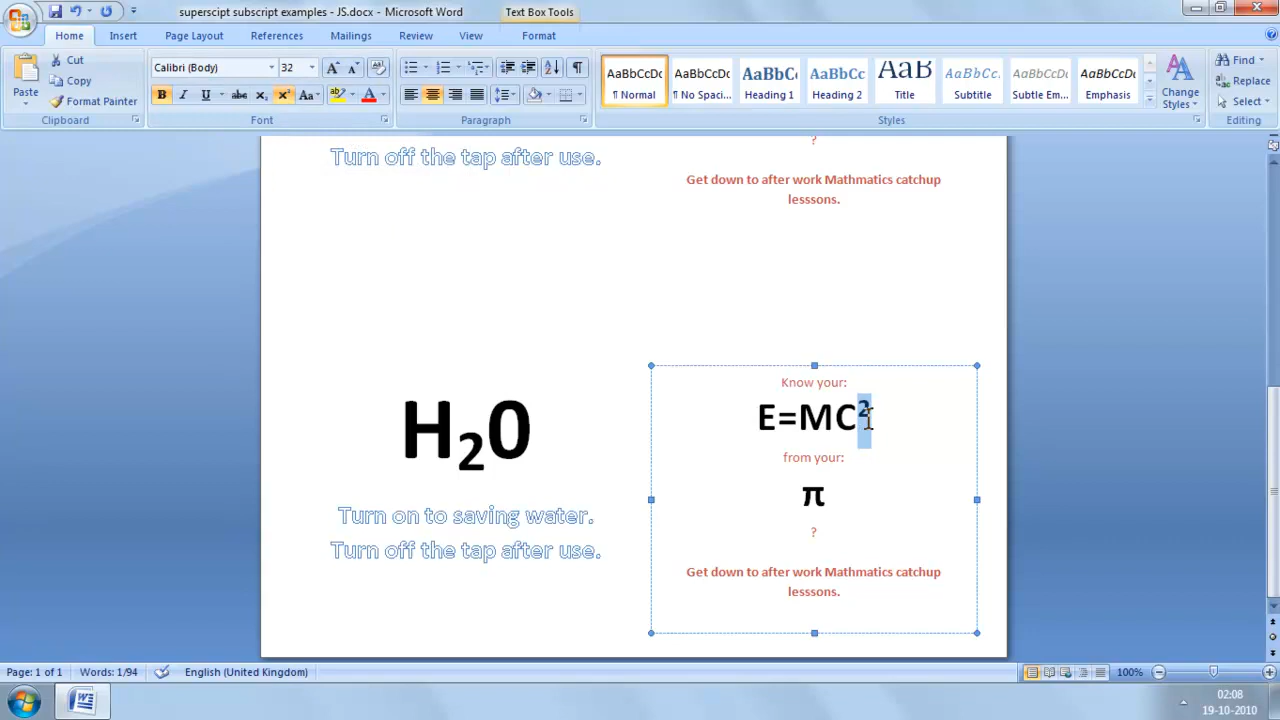 superscipt subscript examples - JS.docx - Microsoft Word
Text Box Tools
Home
Insert
Page Layout
References
Mailings
Review
View
Format
Paste
Cut
Copy
Format Painter
Clipboard
Calibri (Body)
32
Font
Paragraph
AaBbCcDc
¶ Normal
AaBbCcDc
¶ No Spaci...
AaBbCc
Heading 1
AaBbCc
Heading 2
AaB
Title
AaBbCc.
Subtitle
AaBbCcDc
Subtle Em...
AaBbCcDc
Emphasis
Change
Styles
Styles
Find
Replace
Select
Editing
Turn off the tap after use.
?
Get down to after work Mathmatics catchup
lesssons.
H₂0
Turn on to saving water.
Turn off the tap after use.
Know your:
E=MC²
from your:
π
?
Get down to after work Mathmatics catchup
lesssons.
Page: 1 of 1
Words: 1/94
English (United Kingdom)
100%
02:08
19-10-2010